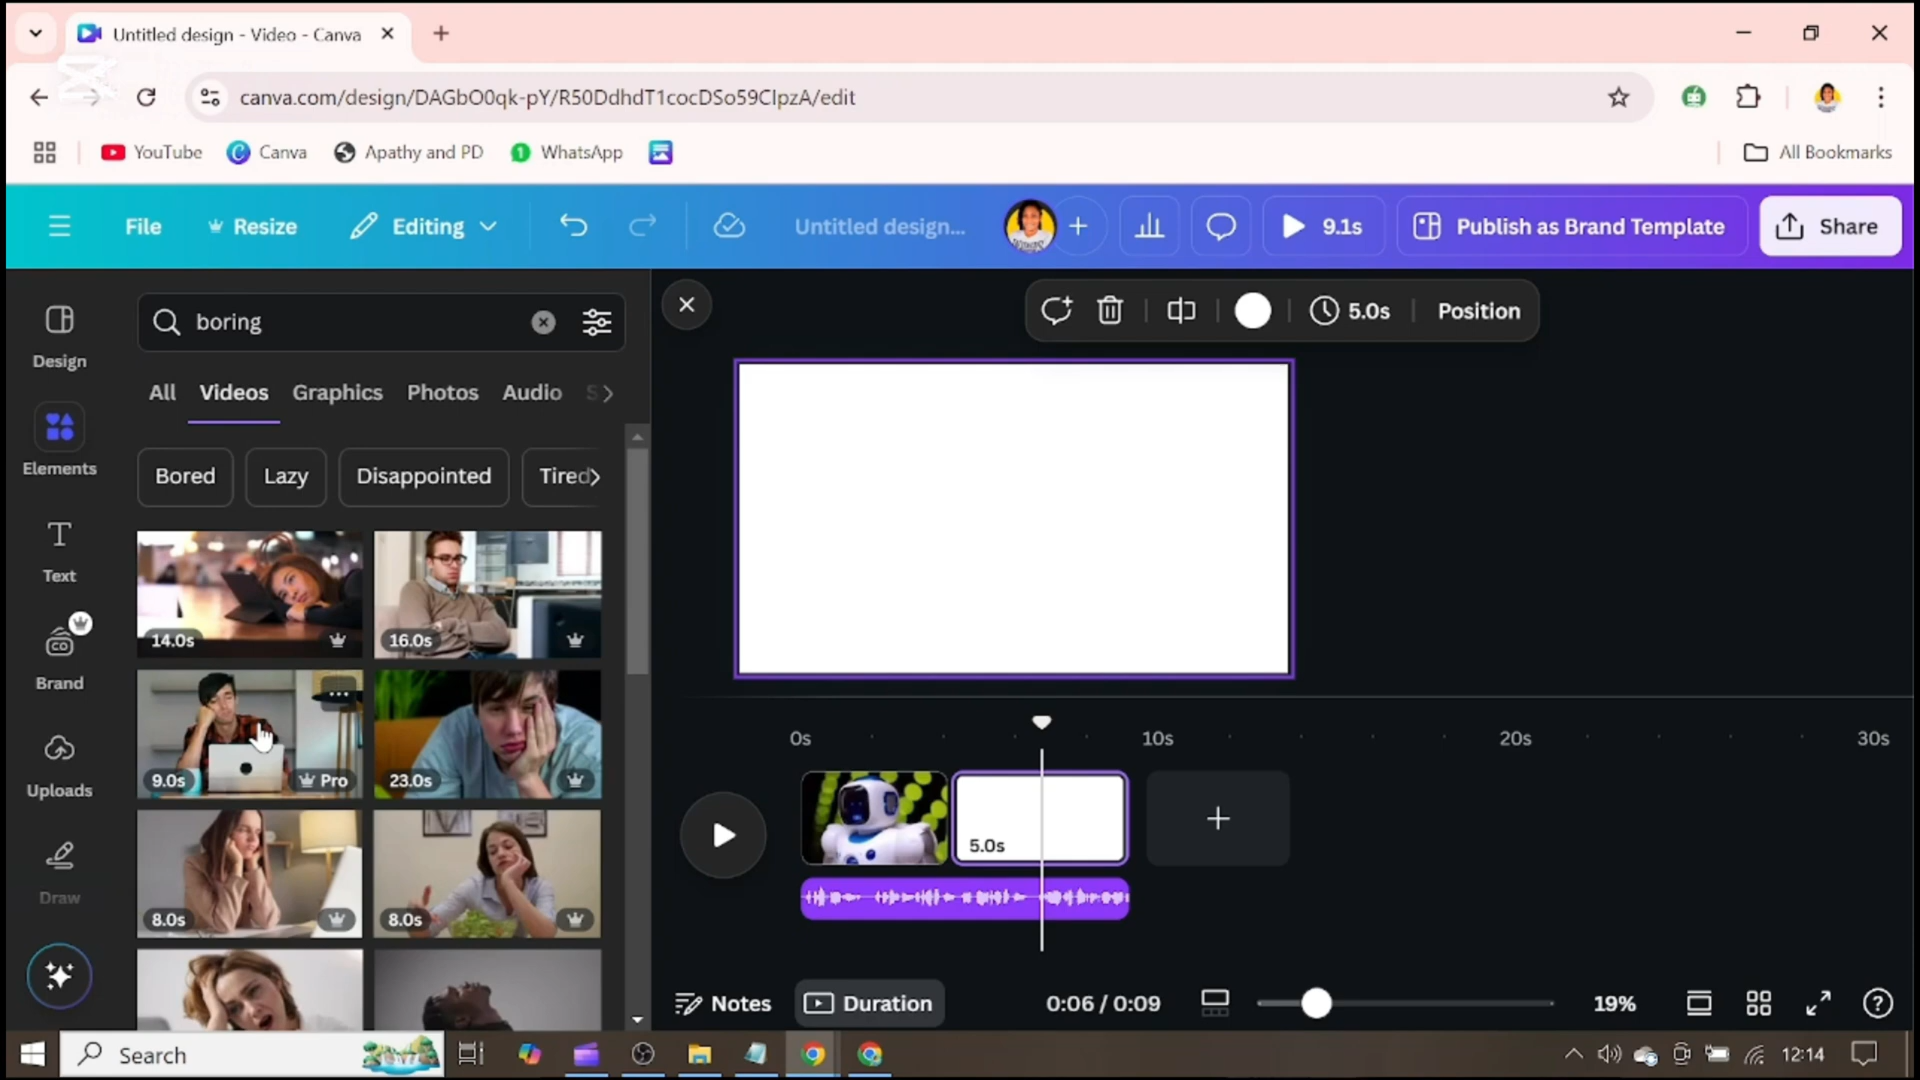 Untitled design - Video - Canva
canva.com/design/DAGbO0qk-pY/R50DdhdT1cocDSo59CIpzA/edit
YouTube
Canva
Apathy and PD
WhatsApp
All Bookmarks
File
Resize
Editing
Untitled design...
9.1s
Publish as Brand Template
Share
Design
Elements
Text
Brand
Uploads
Draw
boring
All
Videos
Graphics
Photos
Audio
S
Bored
Lazy
Disappointed
Tired
14.0s
16.0s
9.0s
Pro
23.0s
8.0s
8.0s
5.0s
Position
0s
10s
20s
30s
5.0s
Notes
Duration
0:06 / 0:09
19%
Search
12:14